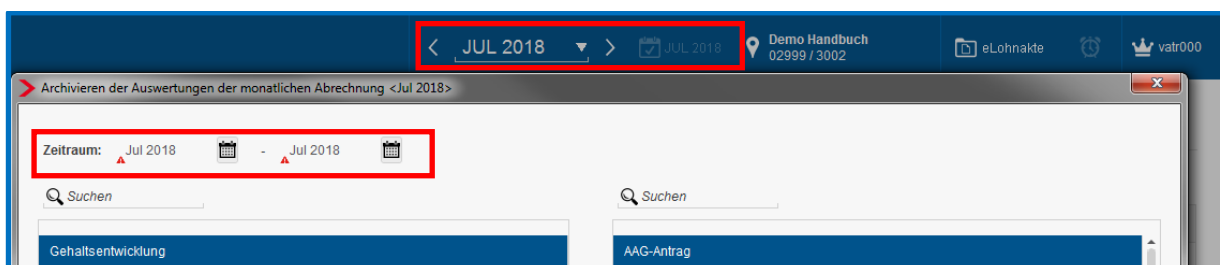 JUL 2018
JUL 2018
Demo Handbuch
02999 / 3002
eLohnakte
vatr000
Archivieren der Auswertungen der monatlichen Abrechnung <Jul 2018>
Zeitraum: Jul 2018 - Jul 2018
Suchen
Suchen
Gehaltsentwicklung
AAG-Antrag